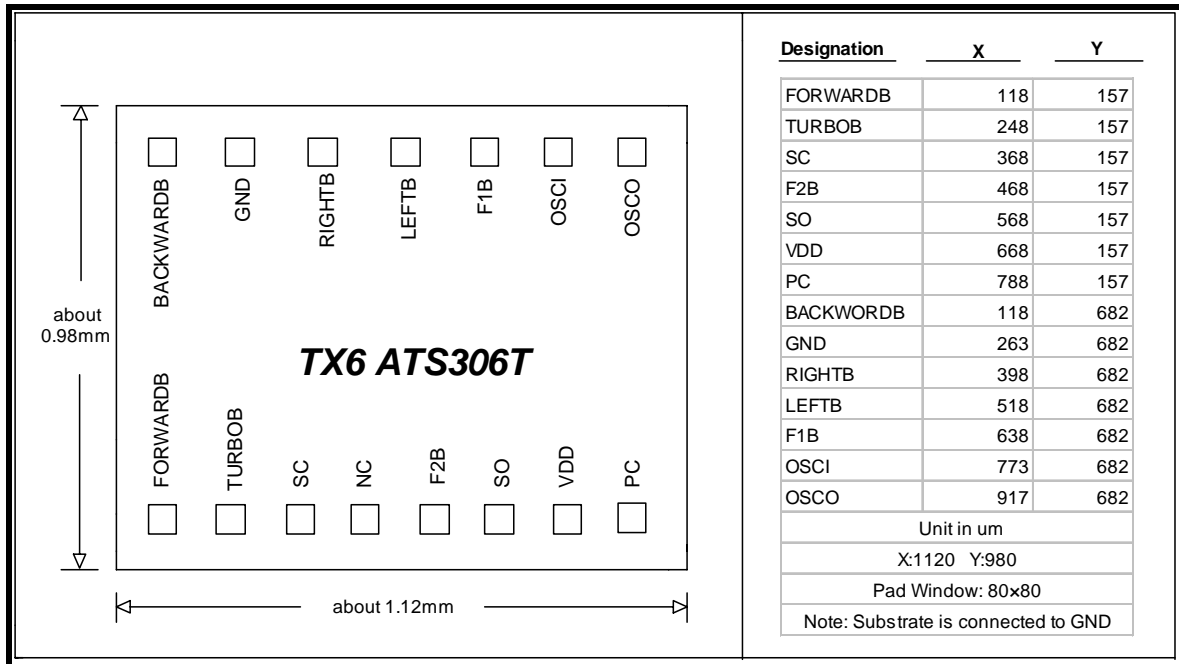 BACKWARDB
GND
RIGHTB
LEFTB
F1B
OSCI
OSCO
about
0.98mm
TX6 ATS306T
FORWARDB
TURBOB
SC
NC
F2B
SO
VDD
PC
about 1.12mm
Designation X Y
FORWARDB 118 157
TURBOB 248 157
SC 368 157
F2B 468 157
SO 568 157
VDD 668 157
PC 788 157
BACKWORDB 118 682
GND 263 682
RIGHTB 398 682
LEFTB 518 682
F1B 638 682
OSCI 773 682
OSCO 917 682
Unit in um
X:1120 Y:980
Pad Window: 80×80
Note: Substrate is connected to GND